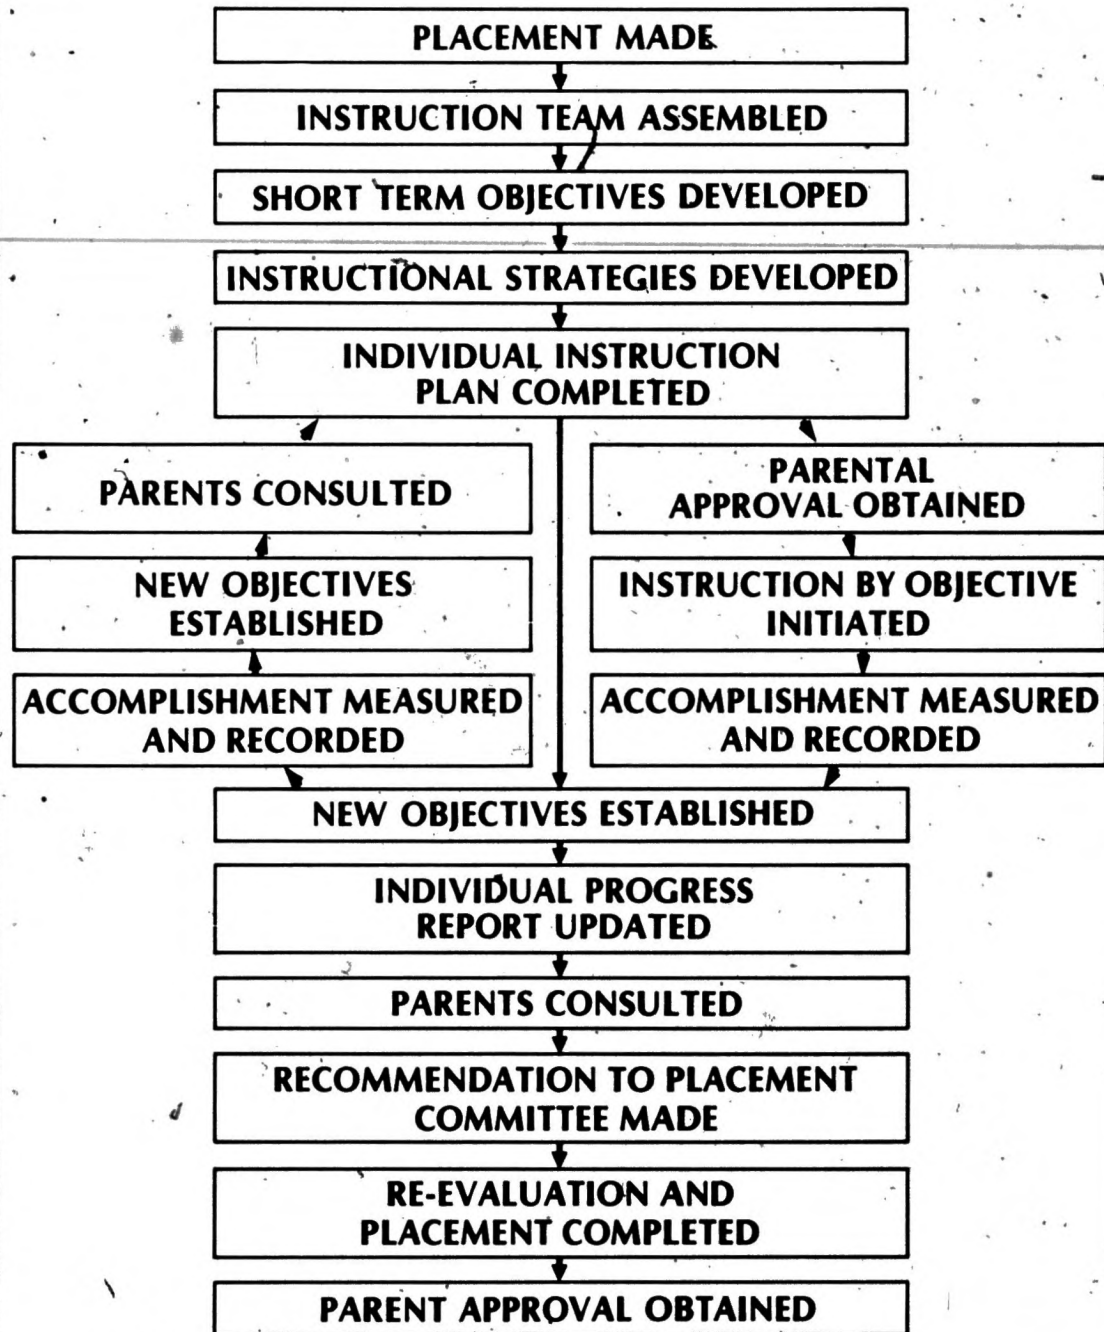 PLACEMENT MADE
INSTRUCTION TEAM ASSEMBLED
SHORT TERM OBJECTIVES DEVELOPED
INSTRUCTIONAL STRATEGIES DEVELOPED
INDIVIDUAL INSTRUCTION
PLAN COMPLETED
PARENTS CONSULTED
NEW OBJECTIVES
ESTABLISHED
ACCOMPLISHMENT MEASURED
AND RECORDED
PARENTAL
APPROVAL OBTAINED
INSTRUCTION BY OBJECTIVE
INITIATED
ACCOMPLISHMENT MEASURED
AND RECORDED
NEW OBJECTIVES ESTABLISHED
INDIVIDUAL PROGRESS
REPORT UPDATED
PARENTS CONSULTED
RECOMMENDATION TO PLACEMENT
COMMITTEE MADE
RE-EVALUATION AND
PLACEMENT COMPLETED
PARENT APPROVAL OBTAINED